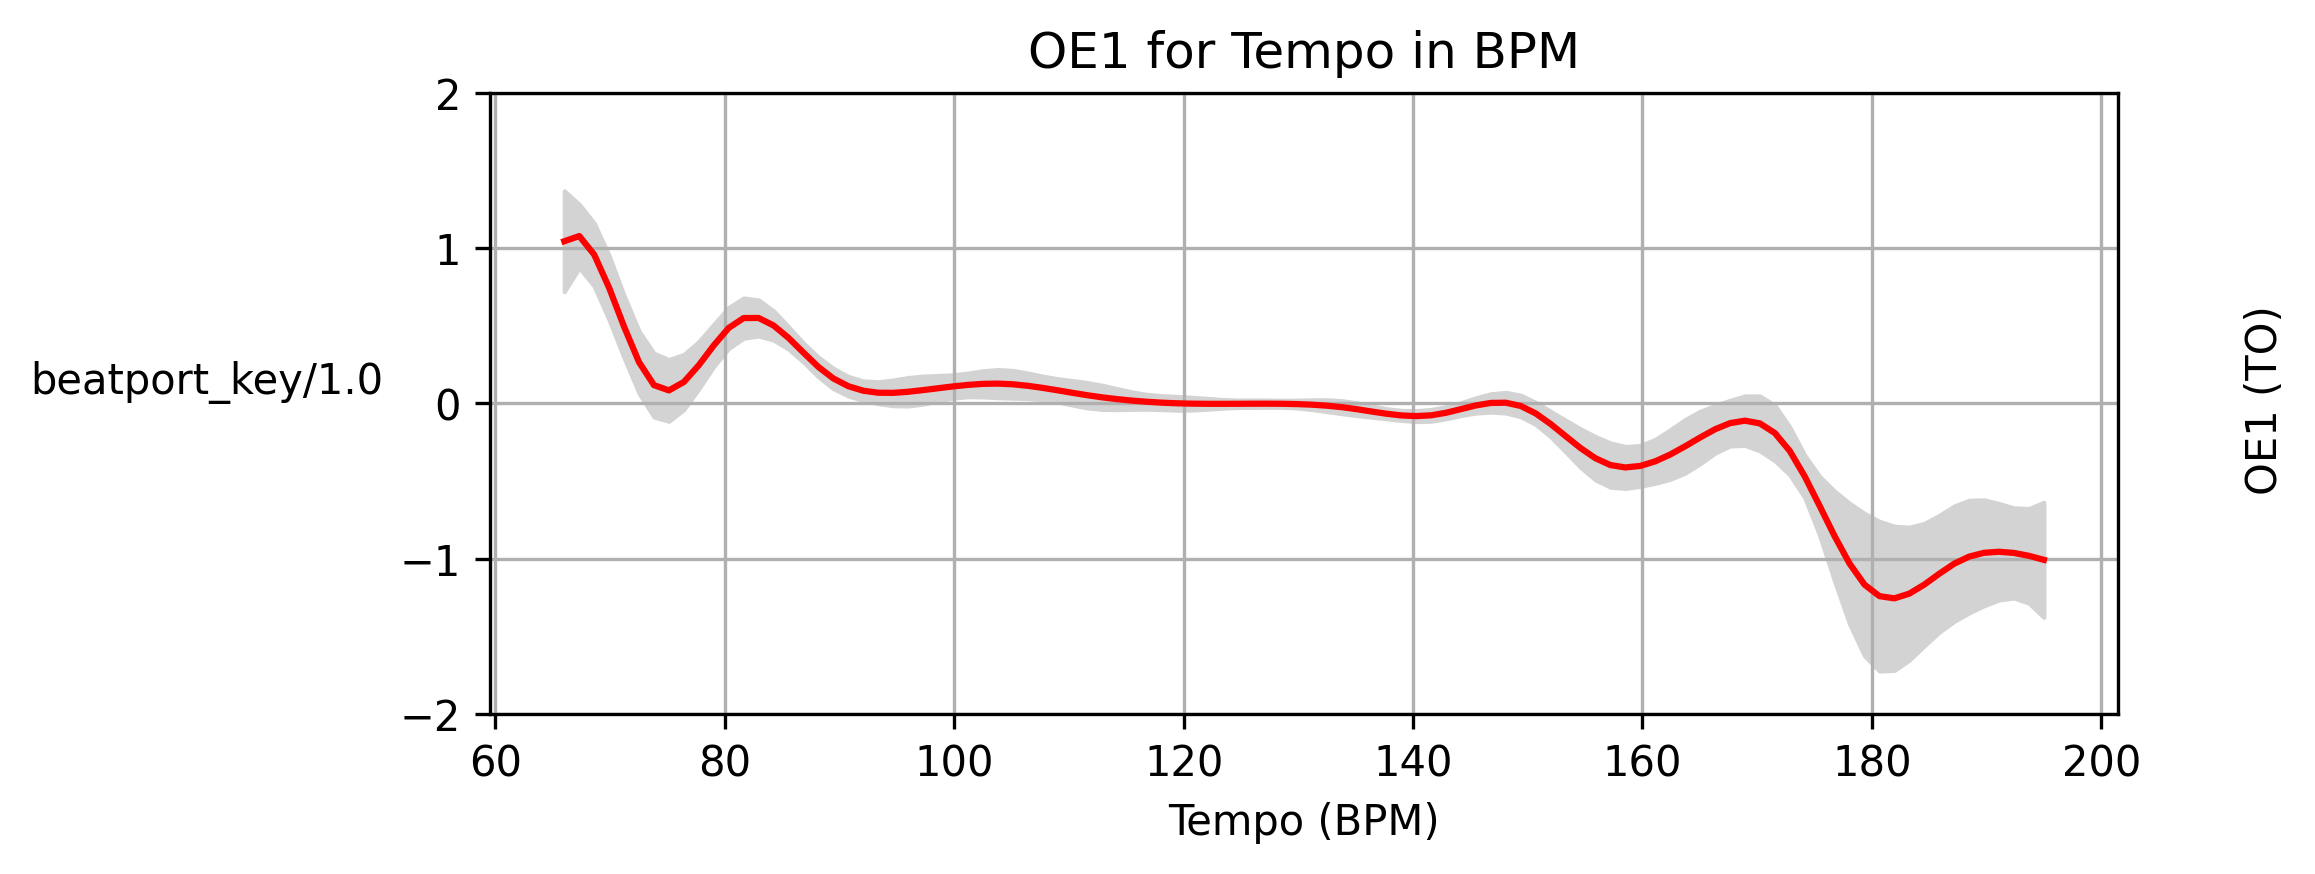 OE1 for Tempo in BPM
2
1
0
−1
−2
beatport_key/1.0
60 80 100 120 140 160 180 200
Tempo (BPM)
OE1 (TO)